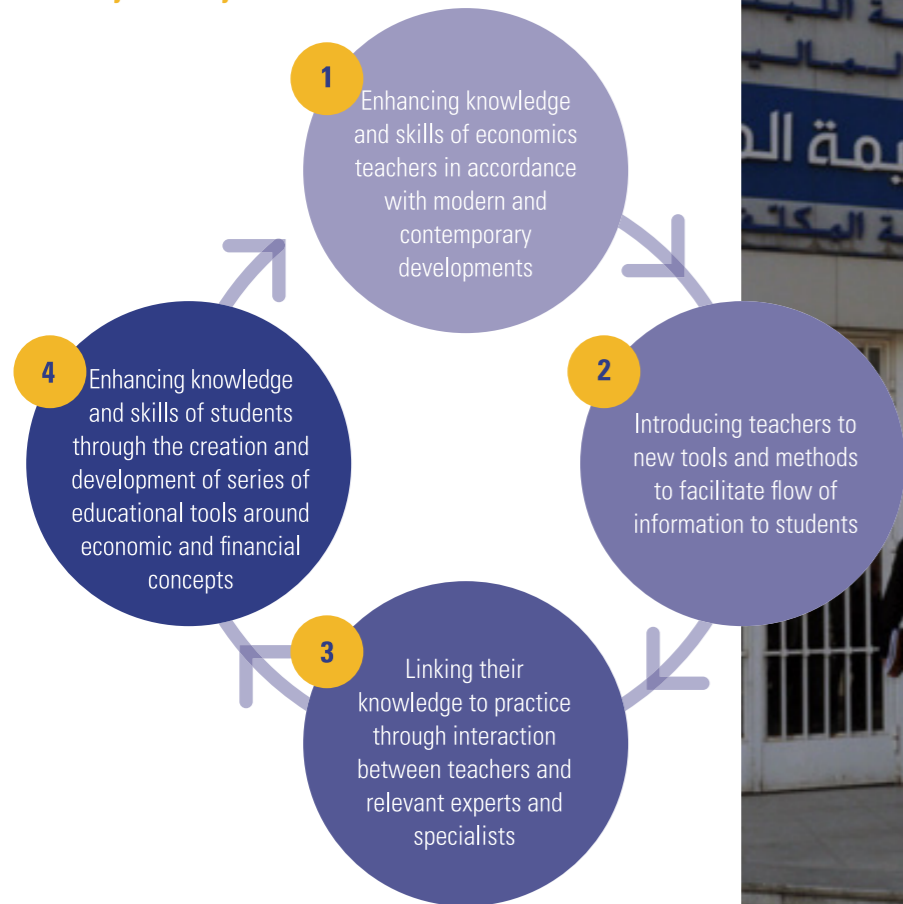 1
Enhancing knowledge
and skills of economics
teachers in accordance
with modern and
contemporary
developments
2
Introducing teachers to
new tools and methods
to facilitate flow of
information to students
3
Linking their
knowledge to practice
through interaction
between teachers and
relevant experts and
specialists
4
Enhancing knowledge
and skills of students
through the creation and
development of series of
educational tools around
economic and financial
concepts